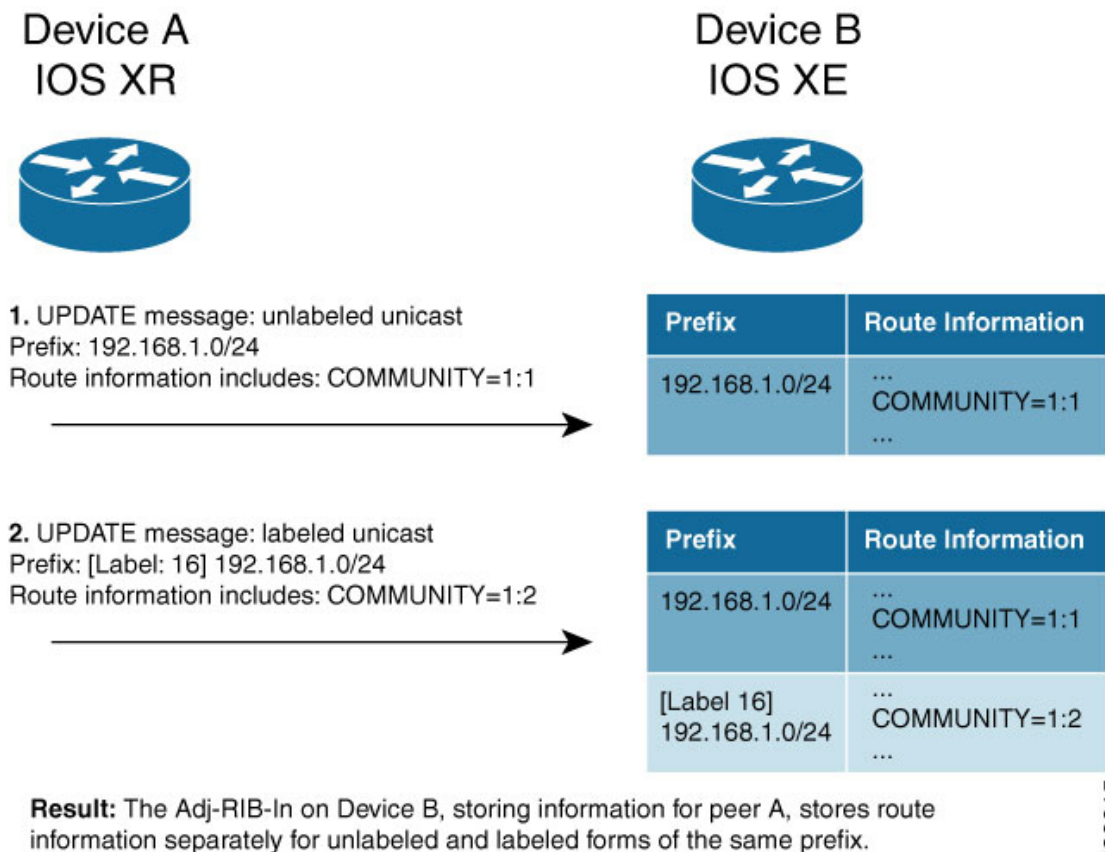 Device A
IOS XR
Device B
IOS XE
1. UPDATE message: unlabeled unicast
Prefix: 192.168.1.0/24
Route information includes: COMMUNITY=1:1
Prefix Route Information
192.168.1.0/24 ...
COMMUNITY=1:1
...
2. UPDATE message: labeled unicast
Prefix: [Label: 16] 192.168.1.0/24
Route information includes: COMMUNITY=1:2
Prefix Route Information
192.168.1.0/24 ...
COMMUNITY=1:1
...
[Label 16] ...
192.168.1.0/24 COMMUNITY=1:2
...
Result: The Adj-RIB-In on Device B, storing information for peer A, stores route
information separately for unlabeled and labeled forms of the same prefix.